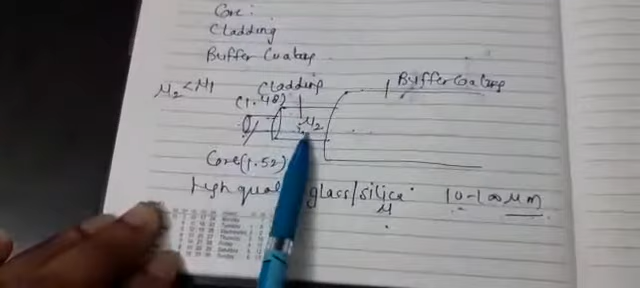 Core:
Cladding
Buffer Coating
μ2 < μ1
Cladding
Buffer Coating
(1.48)
μ2
Core (1.52)
high qual glass/silica 10-100 μm
μ